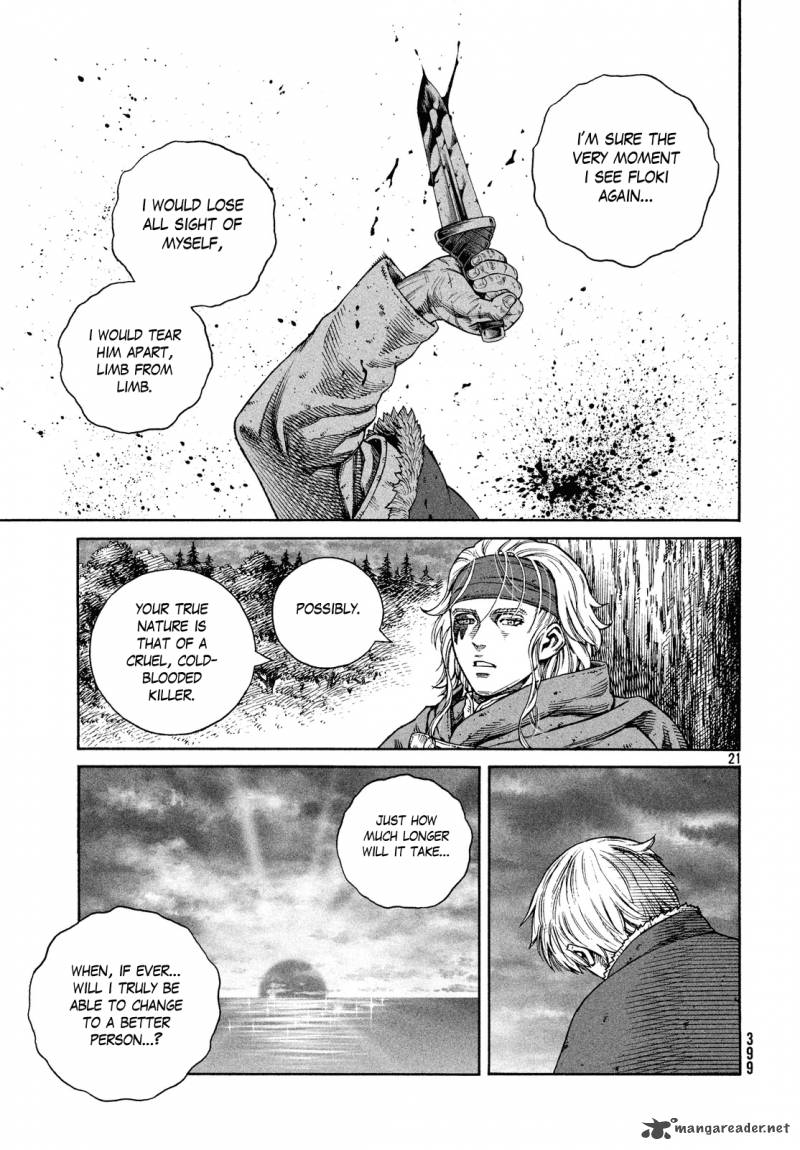 I'M SURE THE
VERY MOMENT
I SEE FLOKI
AGAIN...
I WOULD LOSE
ALL SIGHT OF
MYSELF,
I WOULD TEAR
HIM APART,
LIMB FROM
LIMB.
POSSIBLY.
YOUR TRUE
NATURE IS
THAT OF A
CRUEL, COLD-
BLOODED
KILLER.
21
JUST HOW
MUCH LONGER
WILL IT TAKE...
WHEN, IF EVER...
WILL I TRULY BE
ABLE TO CHANGE
TO A BETTER
PERSON...?
399
mangareader.net